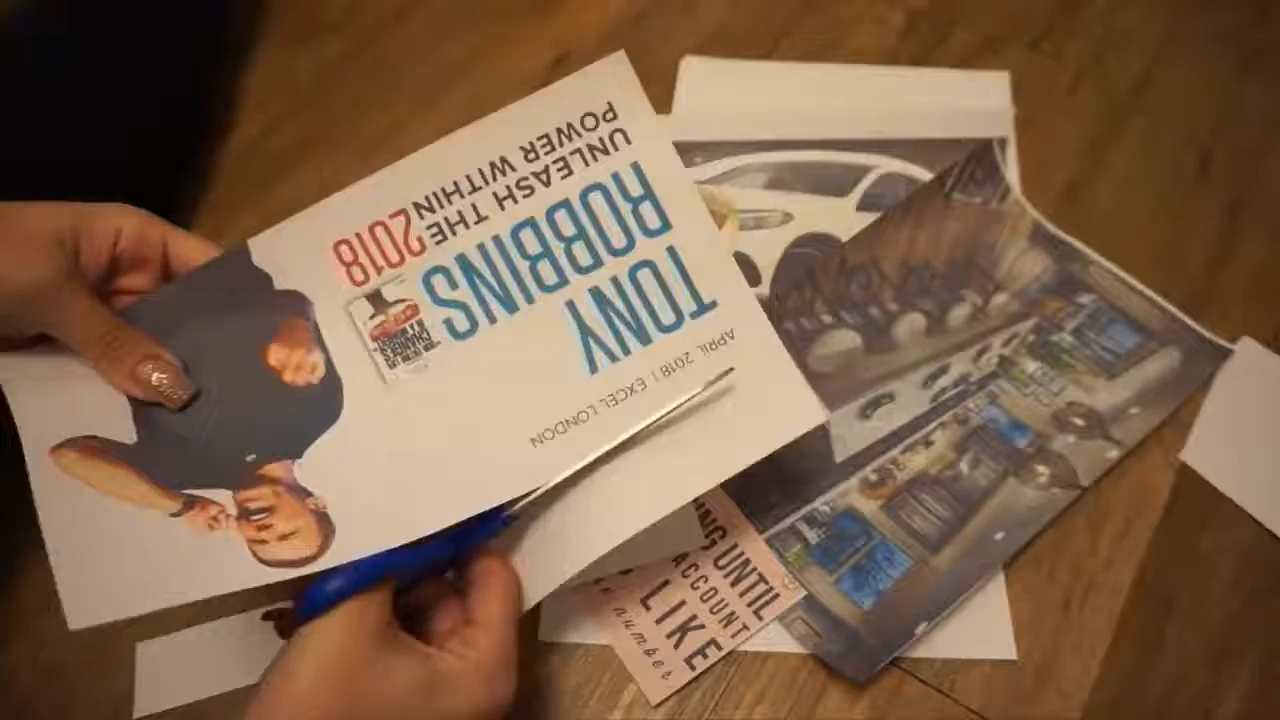 APRIL 2018 | EXCEL LONDON
TONY
ROBBINS
UNLEASH THE
POWER WITHIN
2018
UNTIL
ACCOUNT
LIKE
number